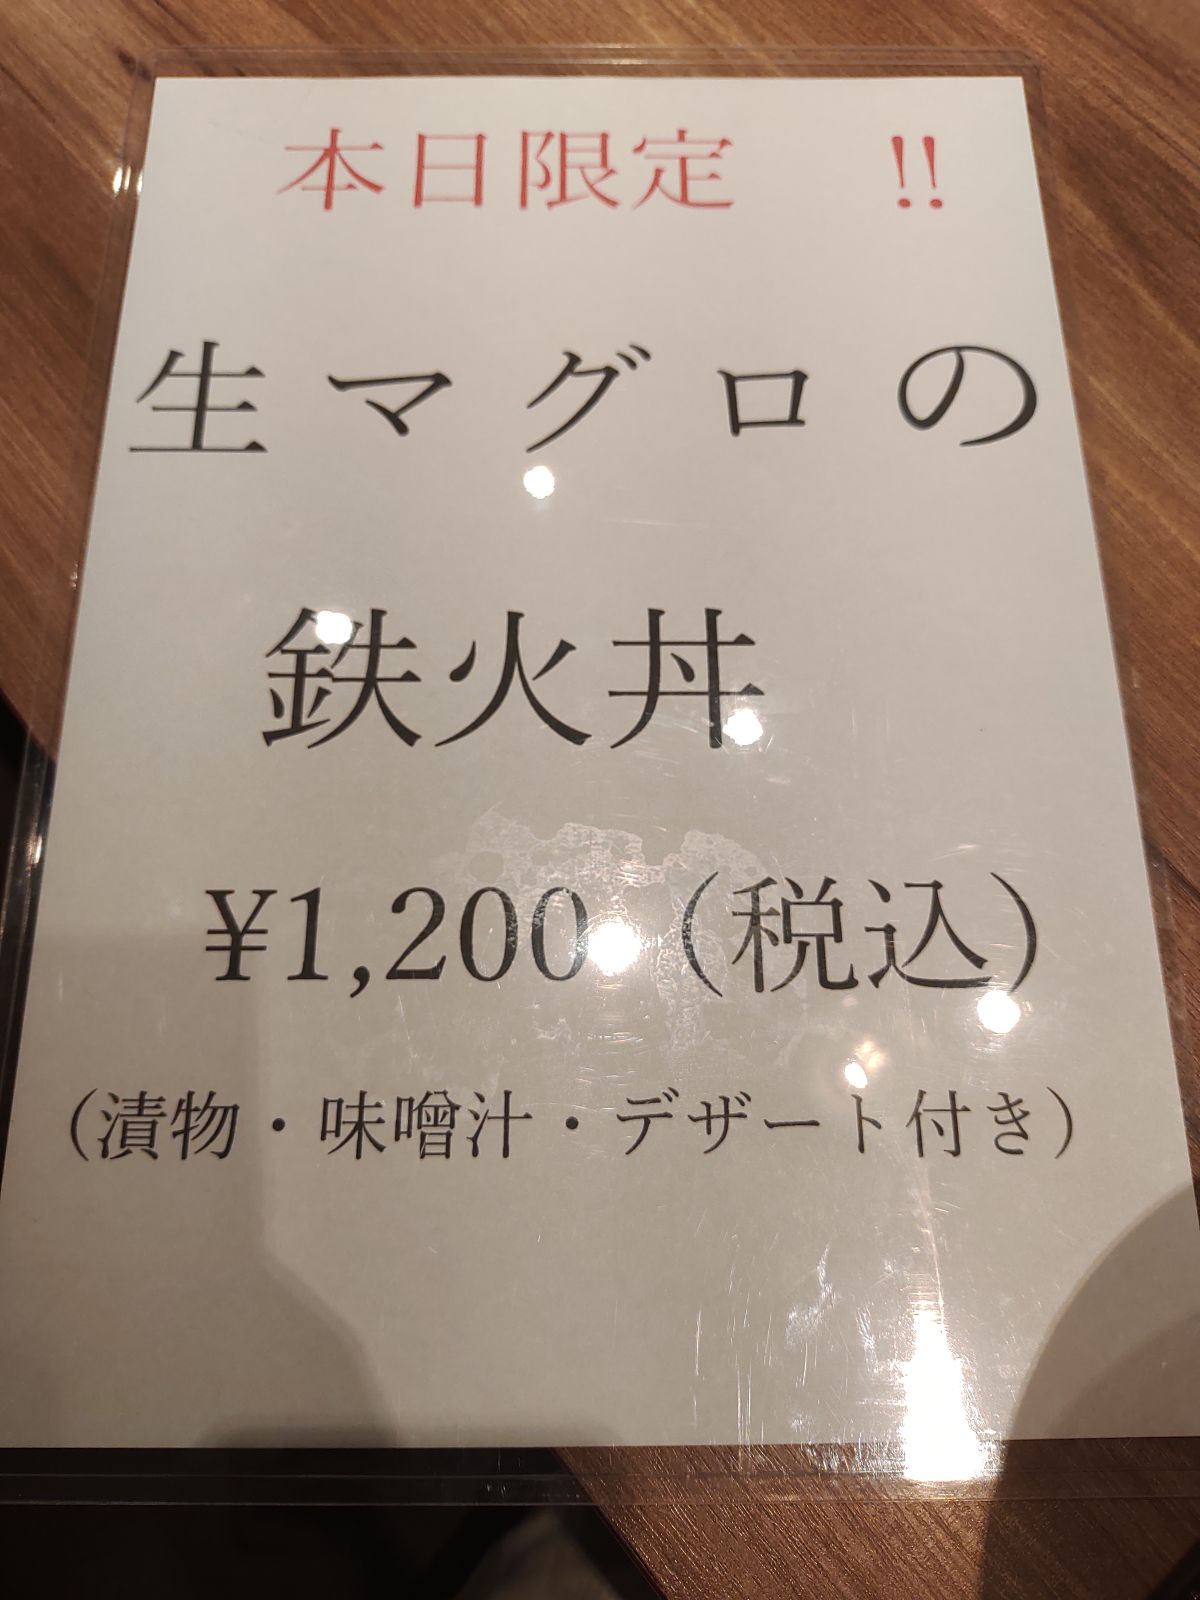 本日限定　!!
生マグロの
鉄火丼
¥1,200（税込）
（漬物・味噌汁・デザート付き）